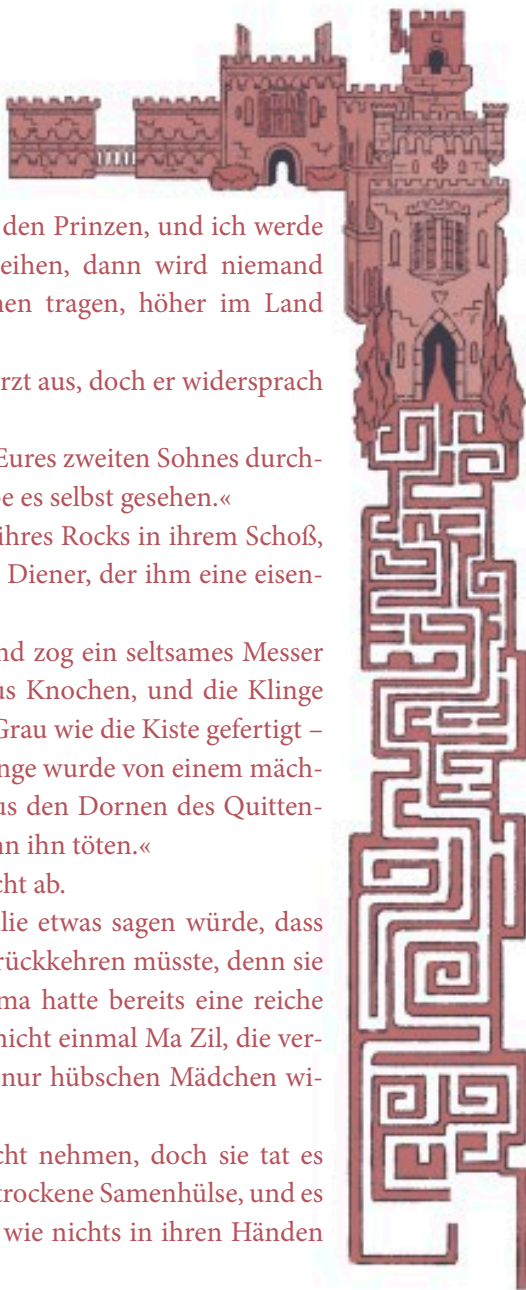 den Prinzen, und ich werde
eihen, dann wird niemand
nen tragen, höher im Land
rzt aus, doch er widersprach
Eures zweiten Sohnes durch-
be es selbst gesehen.«
ihres Rocks in ihrem Schoß,
Diener, der ihm eine eisen-
nd zog ein seltsames Messer
us Knochen, und die Klinge
Grau wie die Kiste gefertigt –
nge wurde von einem mäch-
us den Dornen des Quitten-
nn ihn töten.«
cht ab.
lie etwas sagen würde, dass
rückkehren müsste, denn sie
ma hatte bereits eine reiche
nicht einmal Ma Zil, die ver-
nur hübschen Mädchen wi-
cht nehmen, doch sie tat es
trockene Samenhülse, und es
wie nichts in ihren Händen